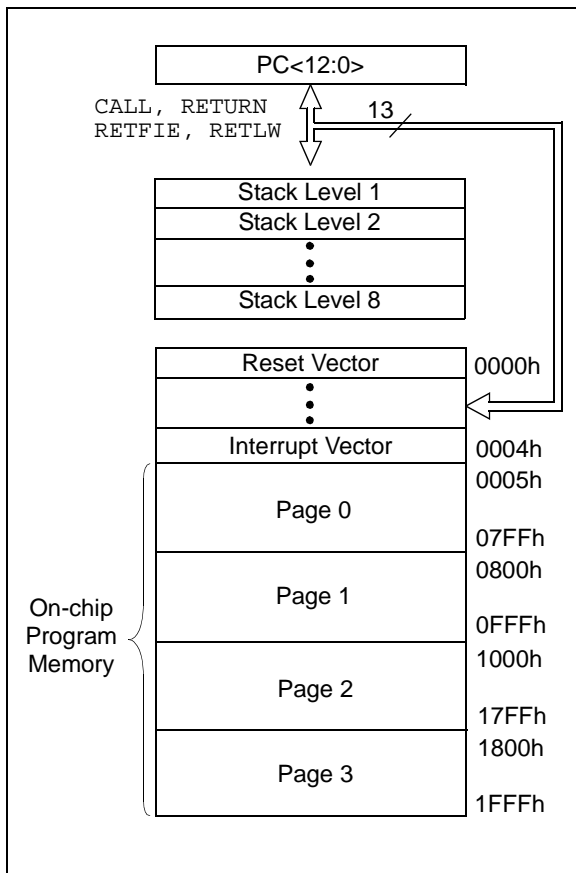 PC<12:0>
CALL, RETURN
RETFIE, RETLW
13
Stack Level 1
Stack Level 2
Stack Level 8
Reset Vector
0000h
Interrupt Vector
0004h
0005h
Page 0
07FFh
0800h
Page 1
0FFFh
On-chip
Program
Memory
1000h
Page 2
17FFh
1800h
Page 3
1FFFh